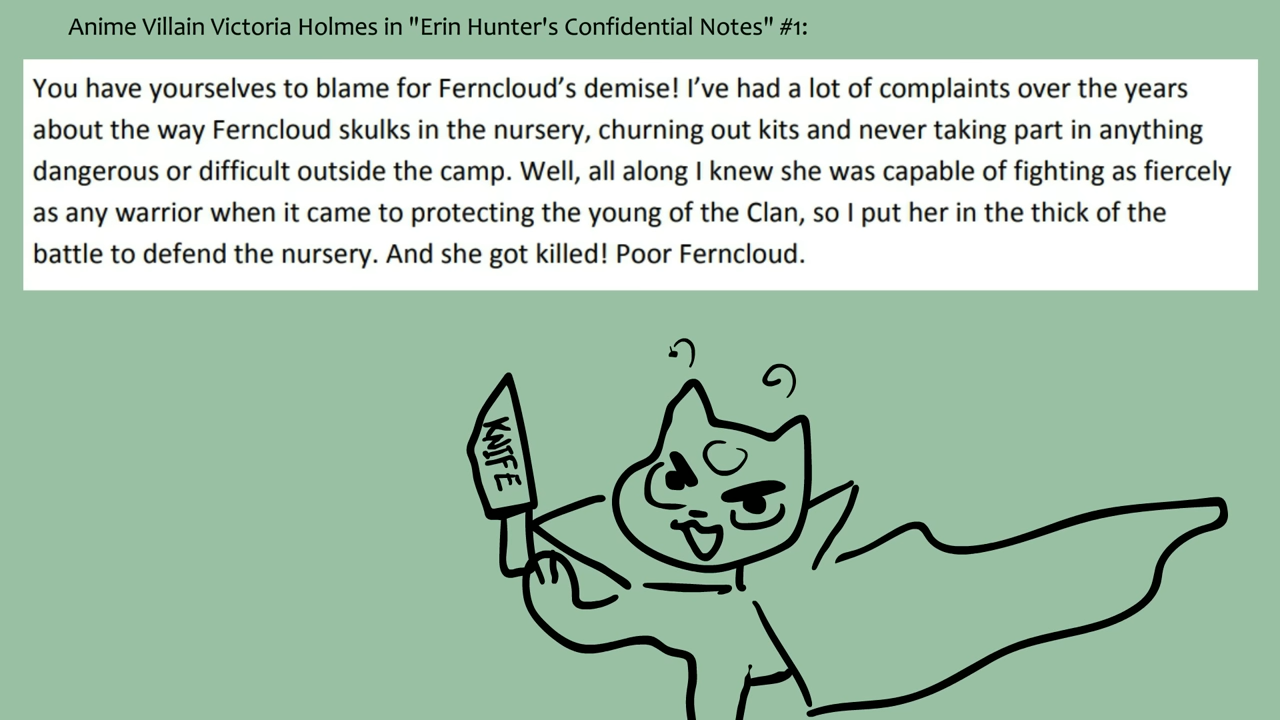 Anime Villain Victoria Holmes in "Erin Hunter's Confidential Notes" #1:
You have yourselves to blame for Ferncloud’s demise! I’ve had a lot of complaints over the years
about the way Ferncloud skulks in the nursery, churning out kits and never taking part in anything
dangerous or difficult outside the camp. Well, all along I knew she was capable of fighting as fiercely
as any warrior when it came to protecting the young of the Clan, so I put her in the thick of the
battle to defend the nursery. And she got killed! Poor Ferncloud.
KNIFE